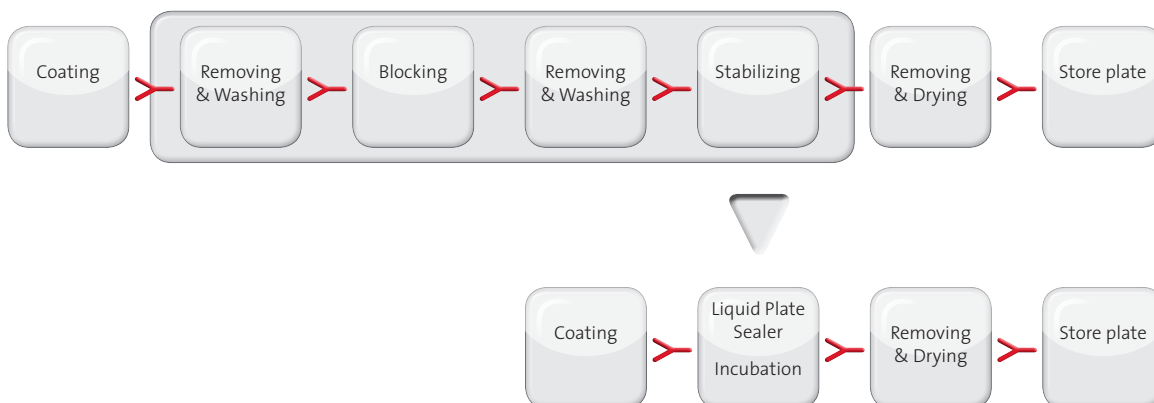 Coating
Removing
& Washing
Blocking
Removing
& Washing
Stabilizing
Removing
& Drying
Store plate
Coating
Liquid Plate
Sealer
Incubation
Removing
& Drying
Store plate